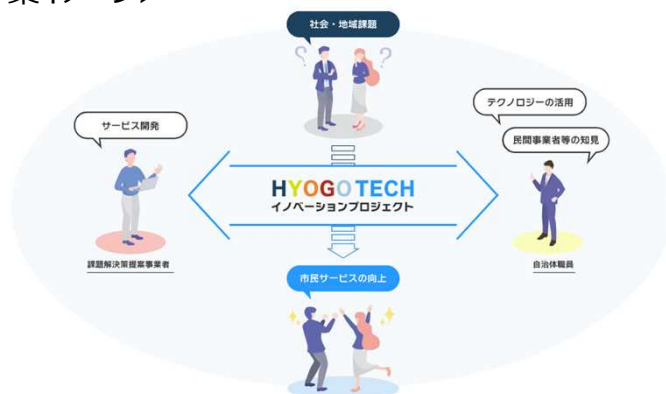 社会・地域課題
サービス開発
テクノロジーの活用
民間事業者等の知見
HYOGO TECH
イノベーションプロジェクト
課題解決策提案事業者
自治体職員
市民サービスの向上